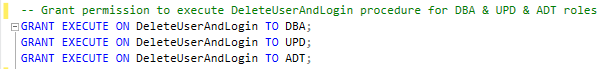 -- Grant permission to execute DeleteUserAndLogin procedure for DBA & UPD & ADT roles
GRANT EXECUTE ON DeleteUserAndLogin TO DBA;
GRANT EXECUTE ON DeleteUserAndLogin TO UPD;
GRANT EXECUTE ON DeleteUserAndLogin TO ADT;